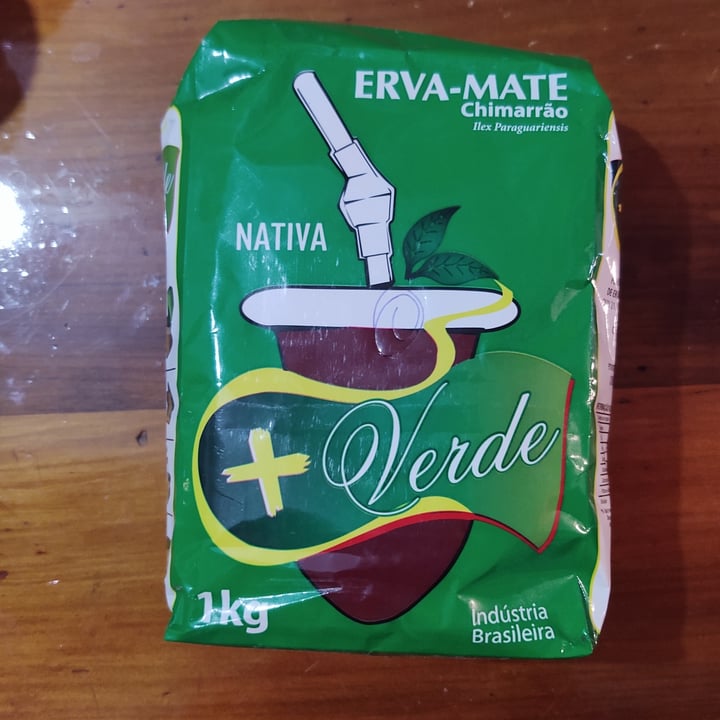 ERVA-MATE
Chimarrão
Ilex Paraguariensis
NATIVA
+ Verde
1kg
Indústria
Brasileira